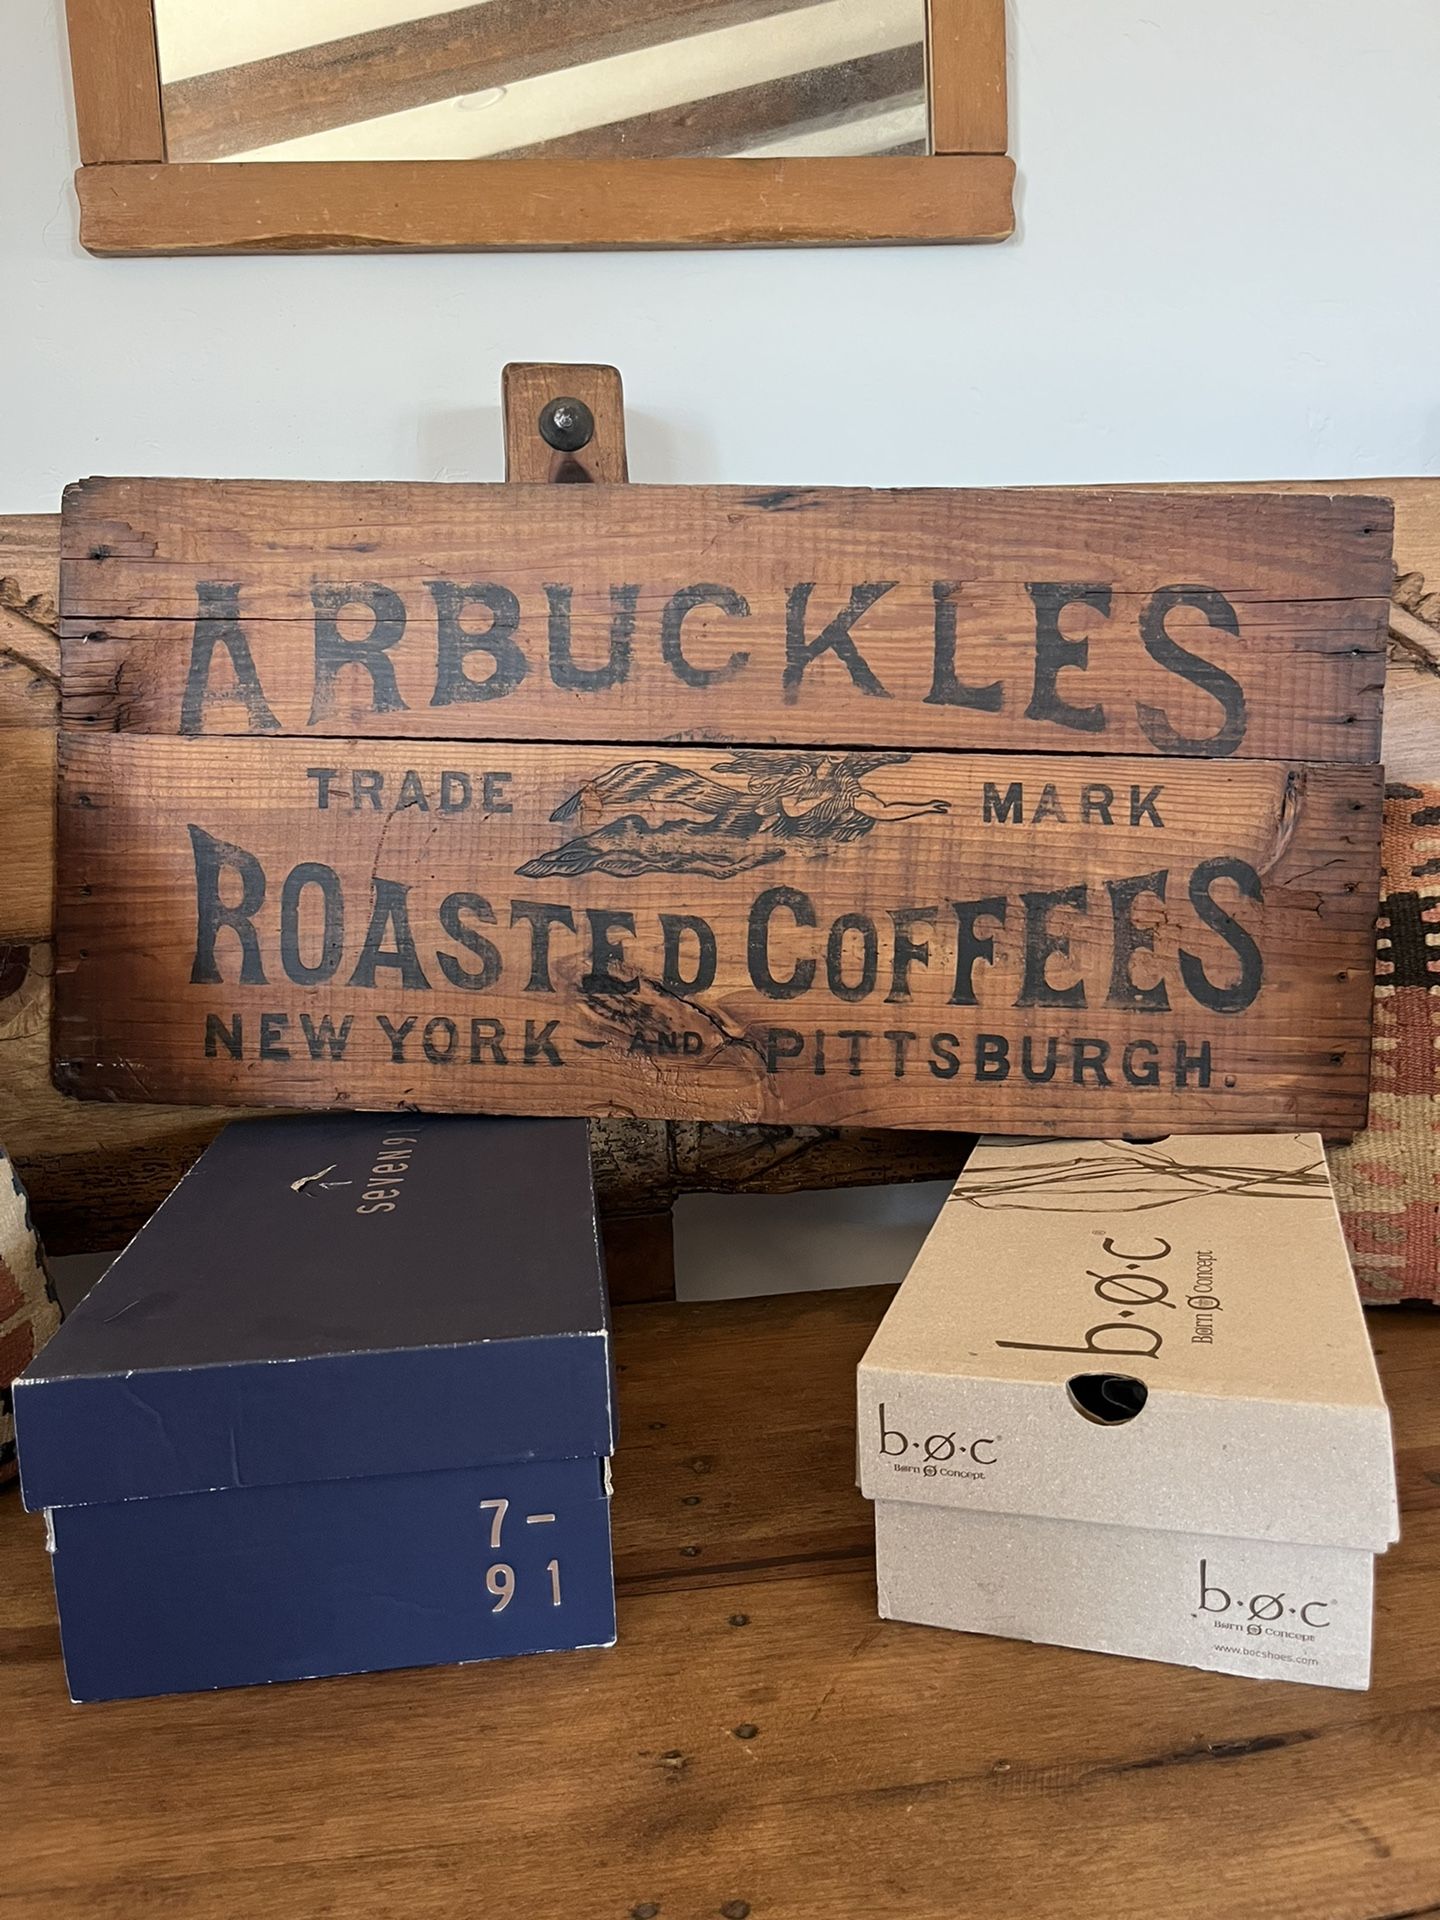 ARBUCKLES
TRADE MARK
ROASTED COFFEES
NEW YORK - AND PITTSBURGH.
seven91
7-
91
b·ø·c®
Børn Concept
b·ø·c®
Børn Concept
b·ø·c®
Børn Concept
www.bocshoes.com